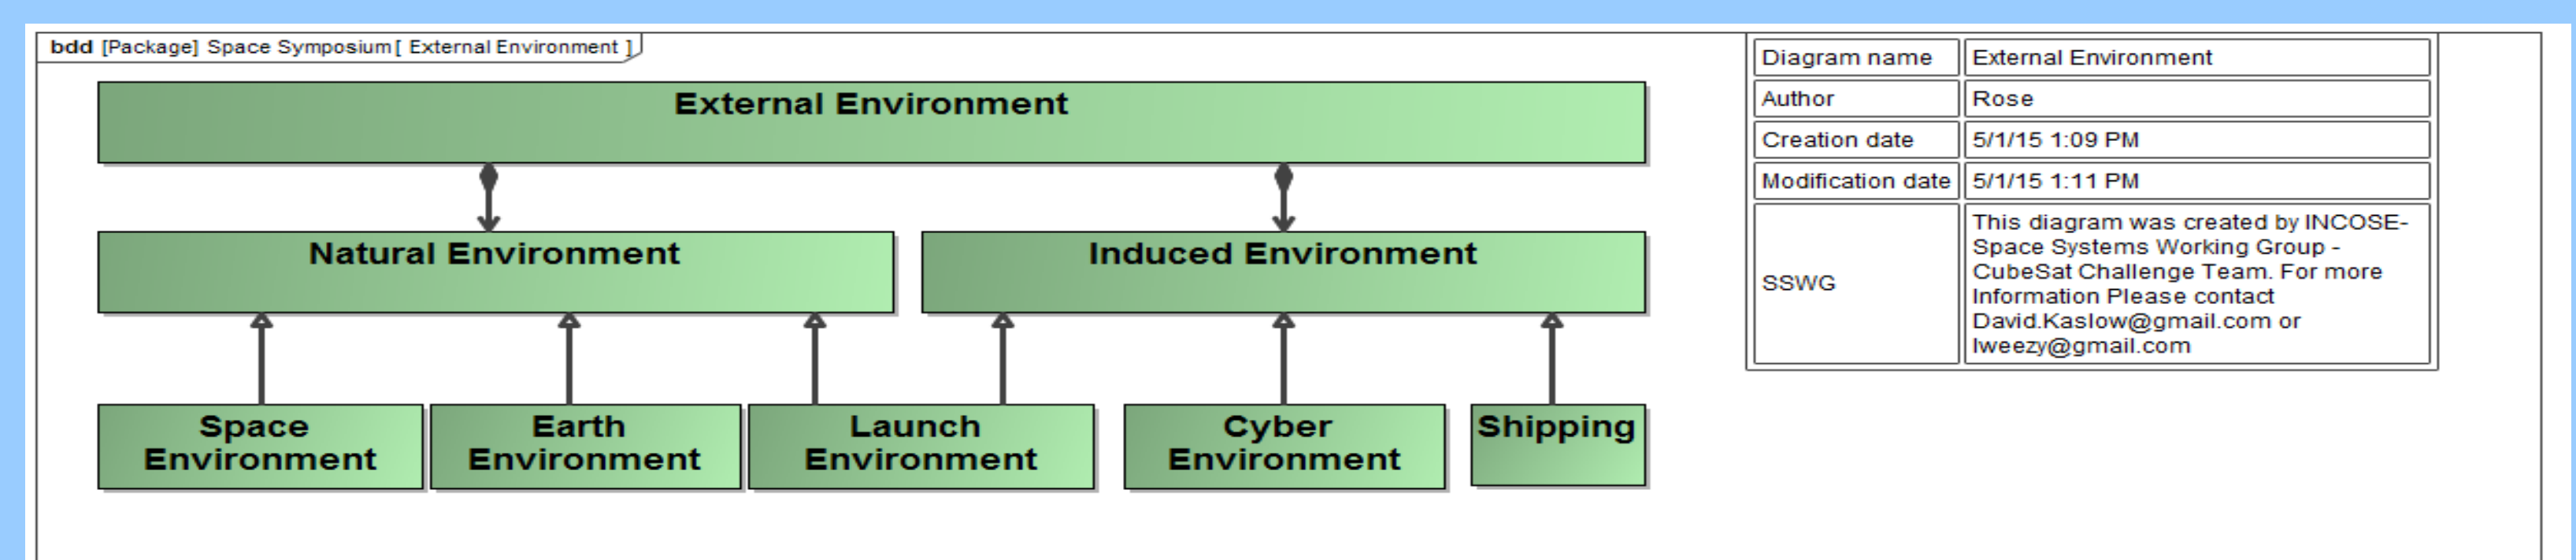 bdd [Package] Space Symposium[ External Environment ]
External Environment
Natural Environment
Induced Environment
Space
Environment
Earth
Environment
Launch
Environment
Cyber
Environment
Shipping
Diagram name External Environment
Author Rose
Creation date 5/1/15 1:09 PM
Modification date 5/1/15 1:11 PM
SSWG
This diagram was created by INCOSE-
Space Systems Working Group -
CubeSat Challenge Team. For more
Information Please contact
David.Kaslow@gmail.com or
lweezy@gmail.com